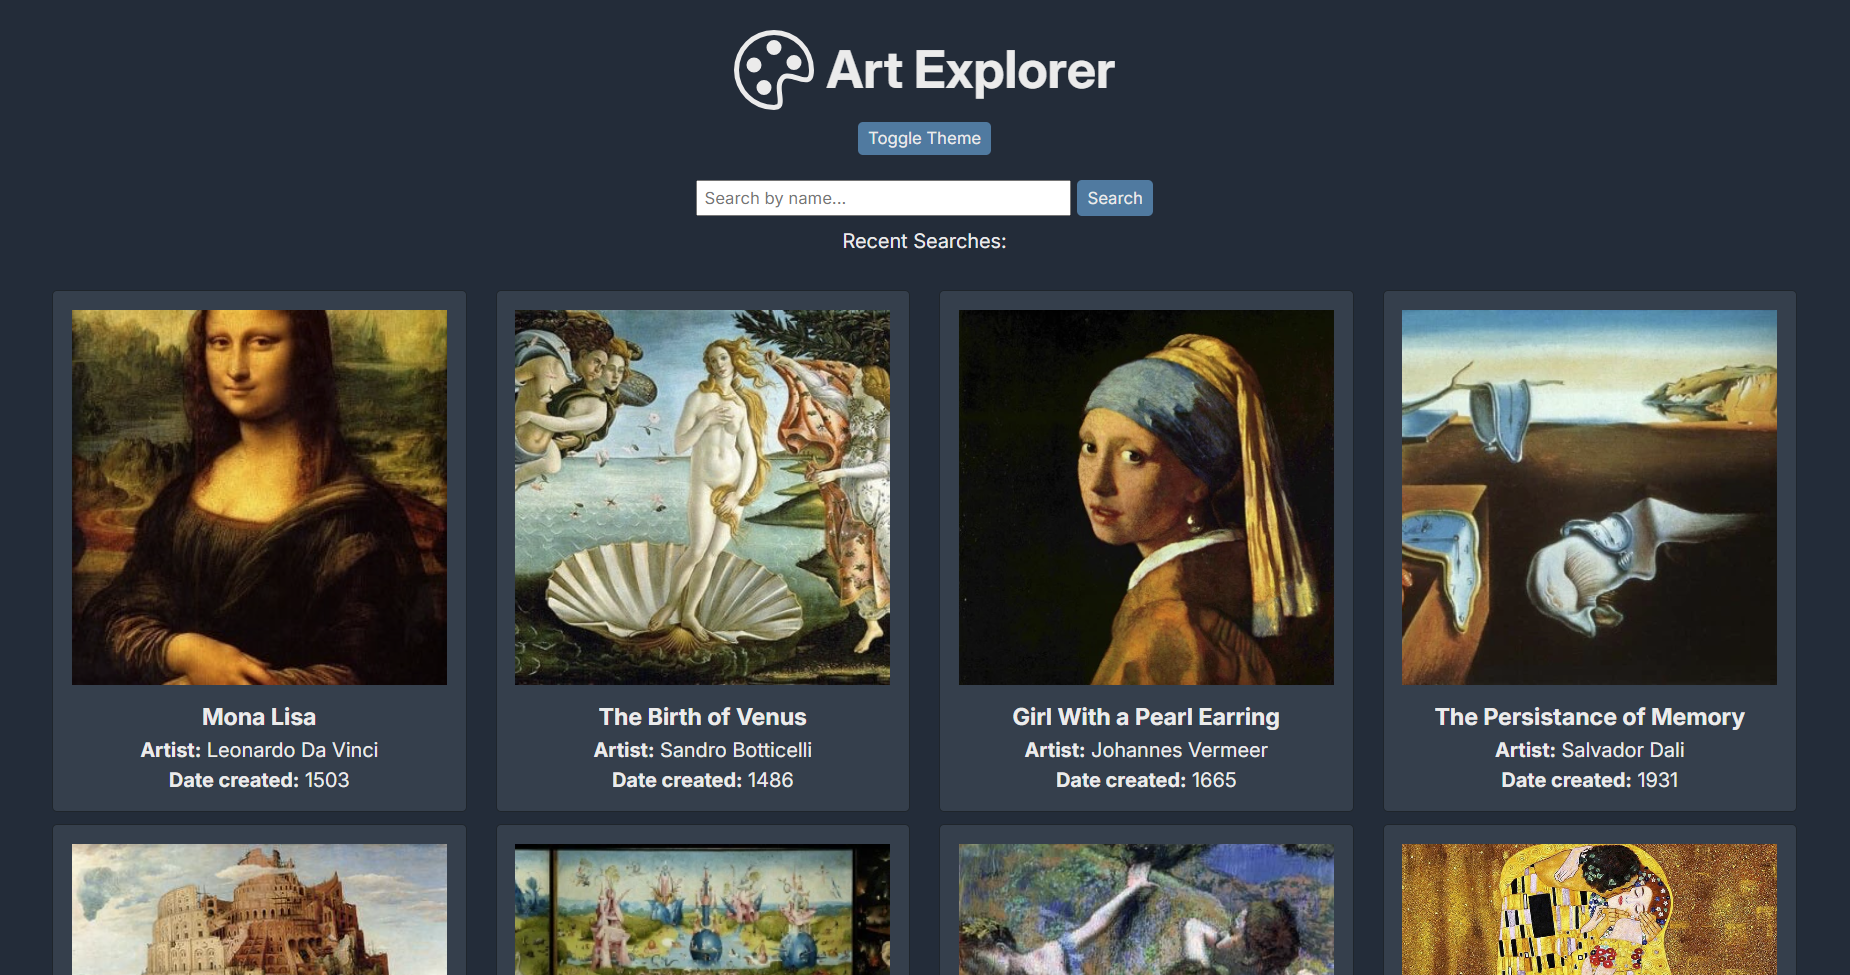 Art Explorer
Toggle Theme
Search by name...
Search
Recent Searches:
Mona Lisa
Artist: Leonardo Da Vinci
Date created: 1503
The Birth of Venus
Artist: Sandro Botticelli
Date created: 1486
Girl With a Pearl Earring
Artist: Johannes Vermeer
Date created: 1665
The Persistance of Memory
Artist: Salvador Dali
Date created: 1931